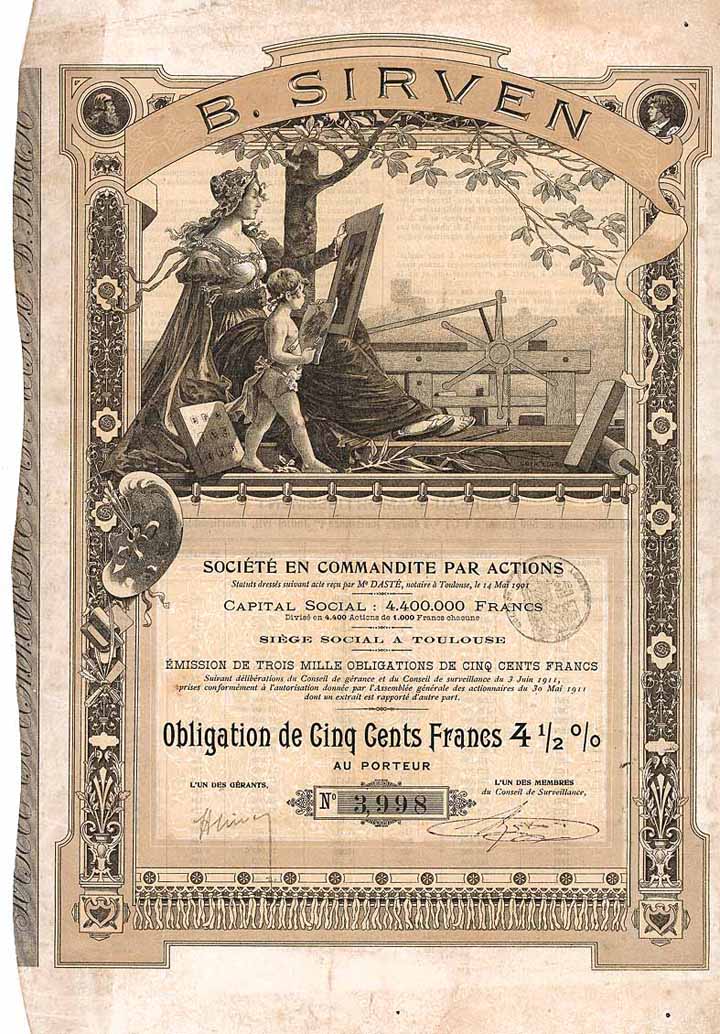 B. SIRVEN
SOCIÉTÉ EN COMMANDITE PAR ACTIONS
Statuts dressés suivant acte reçu par Me DASTÉ, notaire à Toulouse, le 14 Mai 1901
CAPITAL SOCIAL : 4.400.000 FRANCS
Divisé en 4.400 Actions de 1.000 Francs chacune
SIÈGE SOCIAL A TOULOUSE
ÉMISSION DE TROIS MILLE OBLIGATIONS DE CINQ CENTS FRANCS
Suivant délibérations du Conseil de gérance et du Conseil de surveillance du 3 Juin 1911,
prises conformément à l'autorisation donnée par l'Assemblée générale des actionnaires du 30 Mai 1911
dont un extrait est rapporté d'autre part.
Obligation de Cinq Cents Francs 4 1/2 %
AU PORTEUR
L'UN DES GÉRANTS,
L'UN DES MEMBRES
du Conseil de Surveillance,
No 3,998